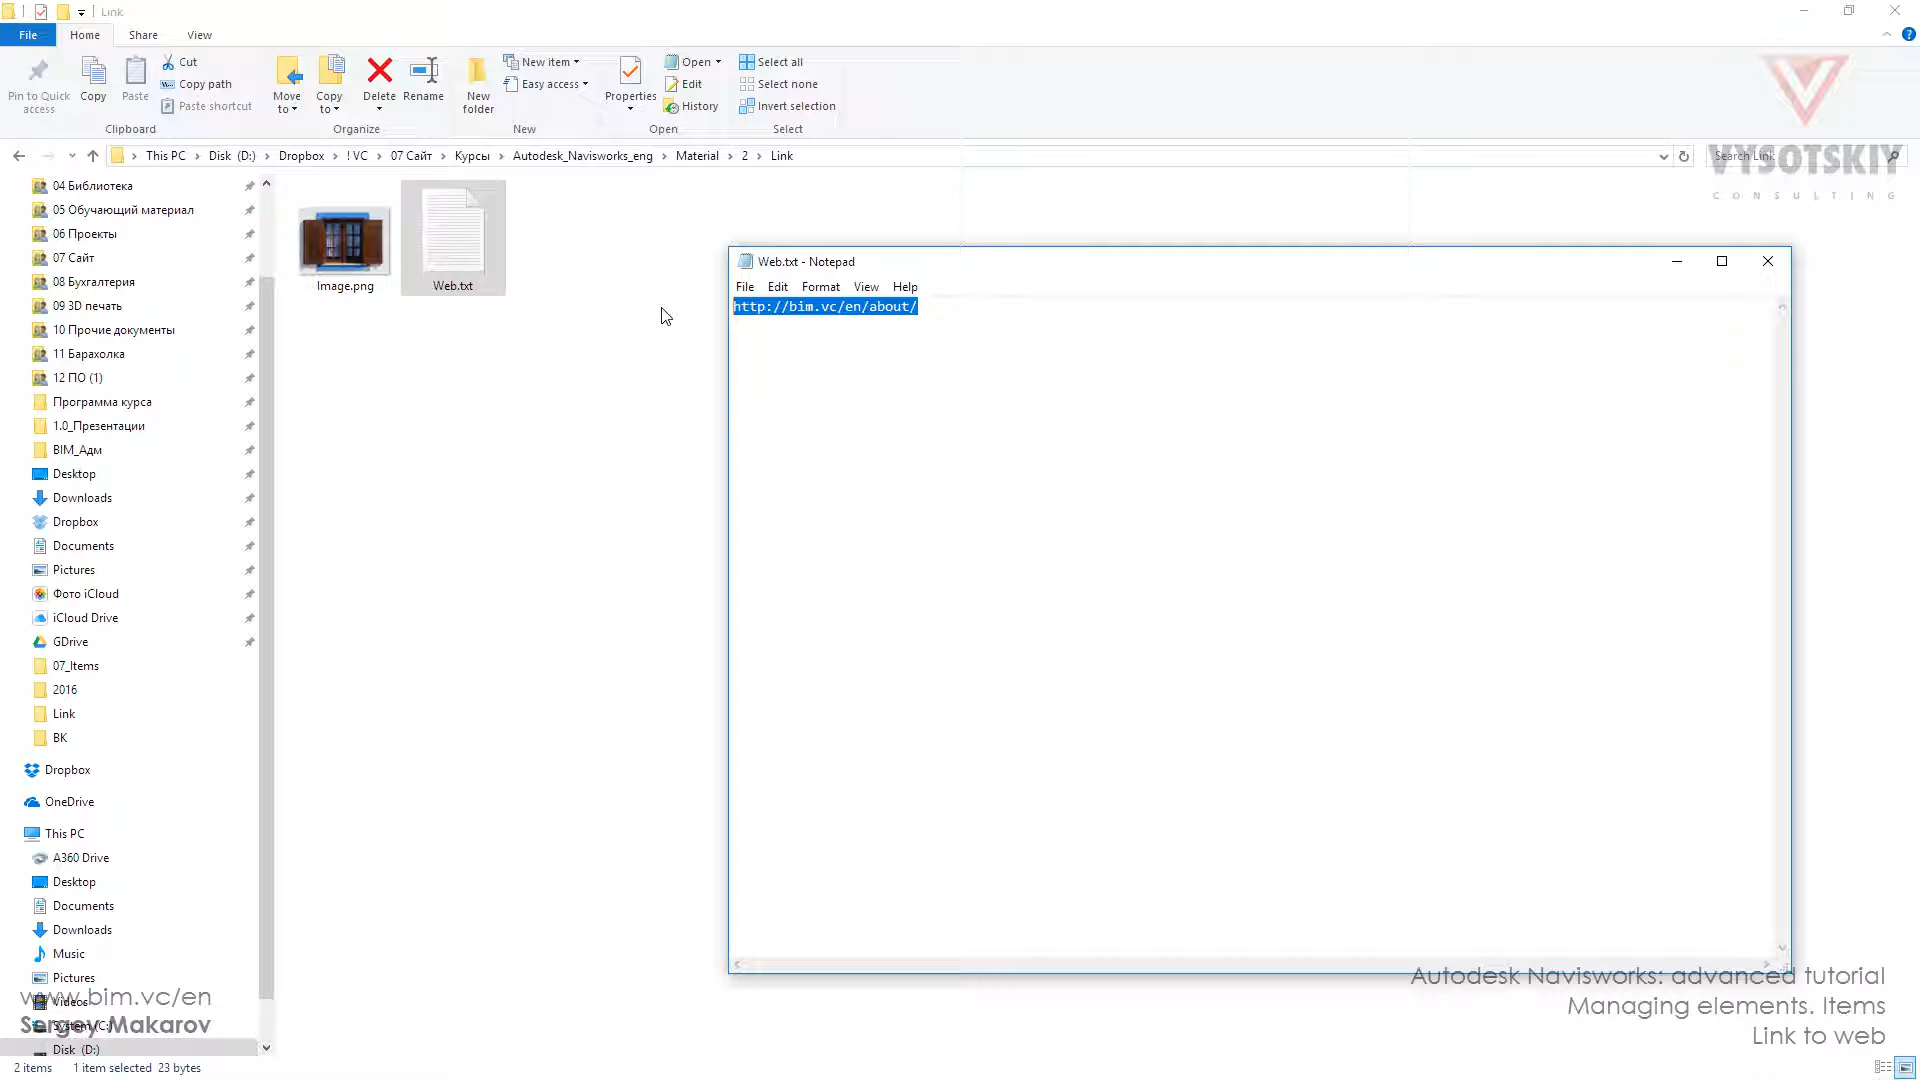 Link
File
Home
Share
View
Pin to Quick access
Copy
Paste
Cut
Copy path
Paste shortcut
Clipboard
Move to
Copy to
Delete
Rename
Organize
New folder
New item
Easy access
New
Properties
Open
Edit
History
Open
Select all
Select none
Invert selection
Select
This PC
Disk (D:)
Dropbox
! VC
07 Сайт
Курсы
Autodesk_Navisworks_eng
Material
2
Link
Search Link
VYSOTSKIY
CONSULTING
04 Библиотека
05 Обучающий материал
06 Проекты
07 Сайт
08 Бухгалтерия
09 3D печать
10 Прочие документы
11 Барахолка
12 ПО (1)
Программа курса
1.0_Презентации
BIM_Адм
Desktop
Downloads
Dropbox
Documents
Pictures
Фото iCloud
iCloud Drive
GDrive
07_Items
2016
Link
BK
Dropbox
OneDrive
This PC
A360 Drive
Desktop
Documents
Downloads
Music
Pictures
Videos
System (C:)
Disk (D:)
Image.png
Web.txt
Web.txt - Notepad
File Edit Format View Help
http://bim.vc/en/about/
www.bim.vc/en
Sergey Makarov
Autodesk Navisworks: advanced tutorial
Managing elements. Items
Link to web
2 items 1 item selected 23 bytes